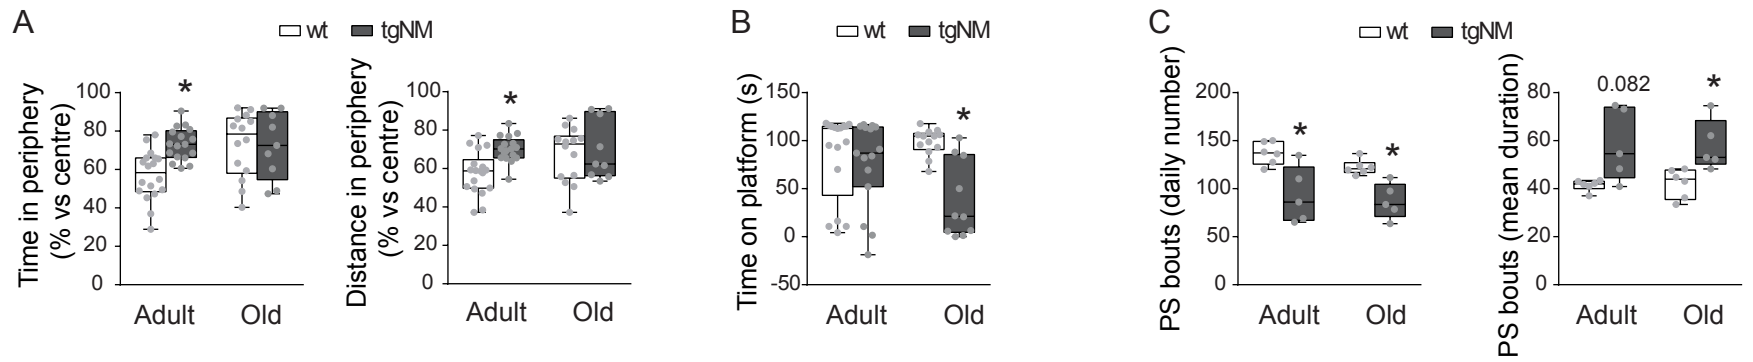 A
wt tgNM
Time in periphery
(% vs centre)
100
80
60
40
20
0
*
Adult Old
Distance in periphery
(% vs centre)
100
80
60
40
20
0
*
Adult Old
B
wt tgNM
Time on platform (s)
150
100
50
0
-50
*
Adult Old
C
wt tgNM
PS bouts (daily number)
200
150
100
50
0
*
*
Adult Old
PS bouts (mean duration)
80
60
40
20
0
0.082
*
Adult Old